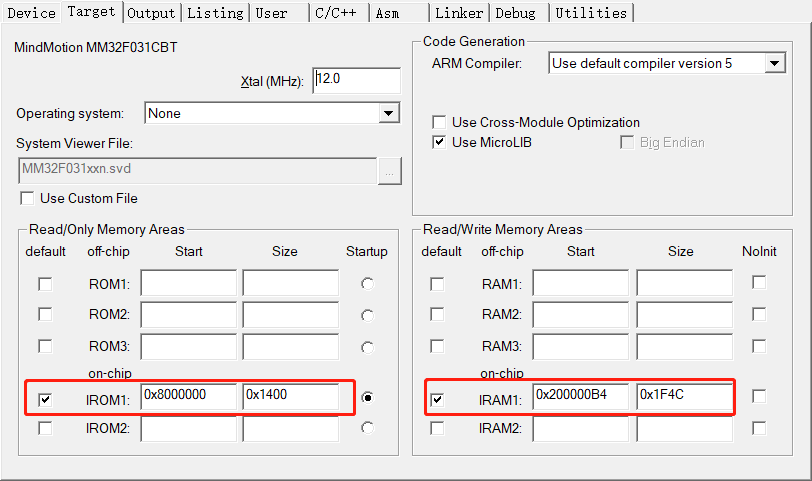 Device Target Output Listing User C/C++ Asm Linker Debug Utilities
MindMotion MM32F031CBT
Xtal (MHz): 12.0
Operating system: None
System Viewer File:
MM32F031xxn.svd ...
Use Custom File
Code Generation
ARM Compiler: Use default compiler version 5
Use Cross-Module Optimization
Use MicroLIB Big Endian
Read/Only Memory Areas
default off-chip Start Size Startup
ROM1:
ROM2:
ROM3:
on-chip
IROM1: 0x8000000 0x1400
IROM2:
Read/Write Memory Areas
default off-chip Start Size NoInit
RAM1:
RAM2:
RAM3:
on-chip
IRAM1: 0x200000B4 0x1F4C
IRAM2: